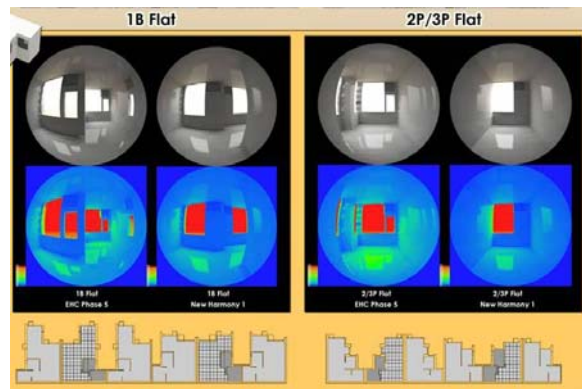 1B Flat
2P/3P Flat
1B Flat
EHC Phase 5
1B Flat
New Harmony 1
2/3P Flat
EHC Phase 5
2/3P Flat
New Harmony 1